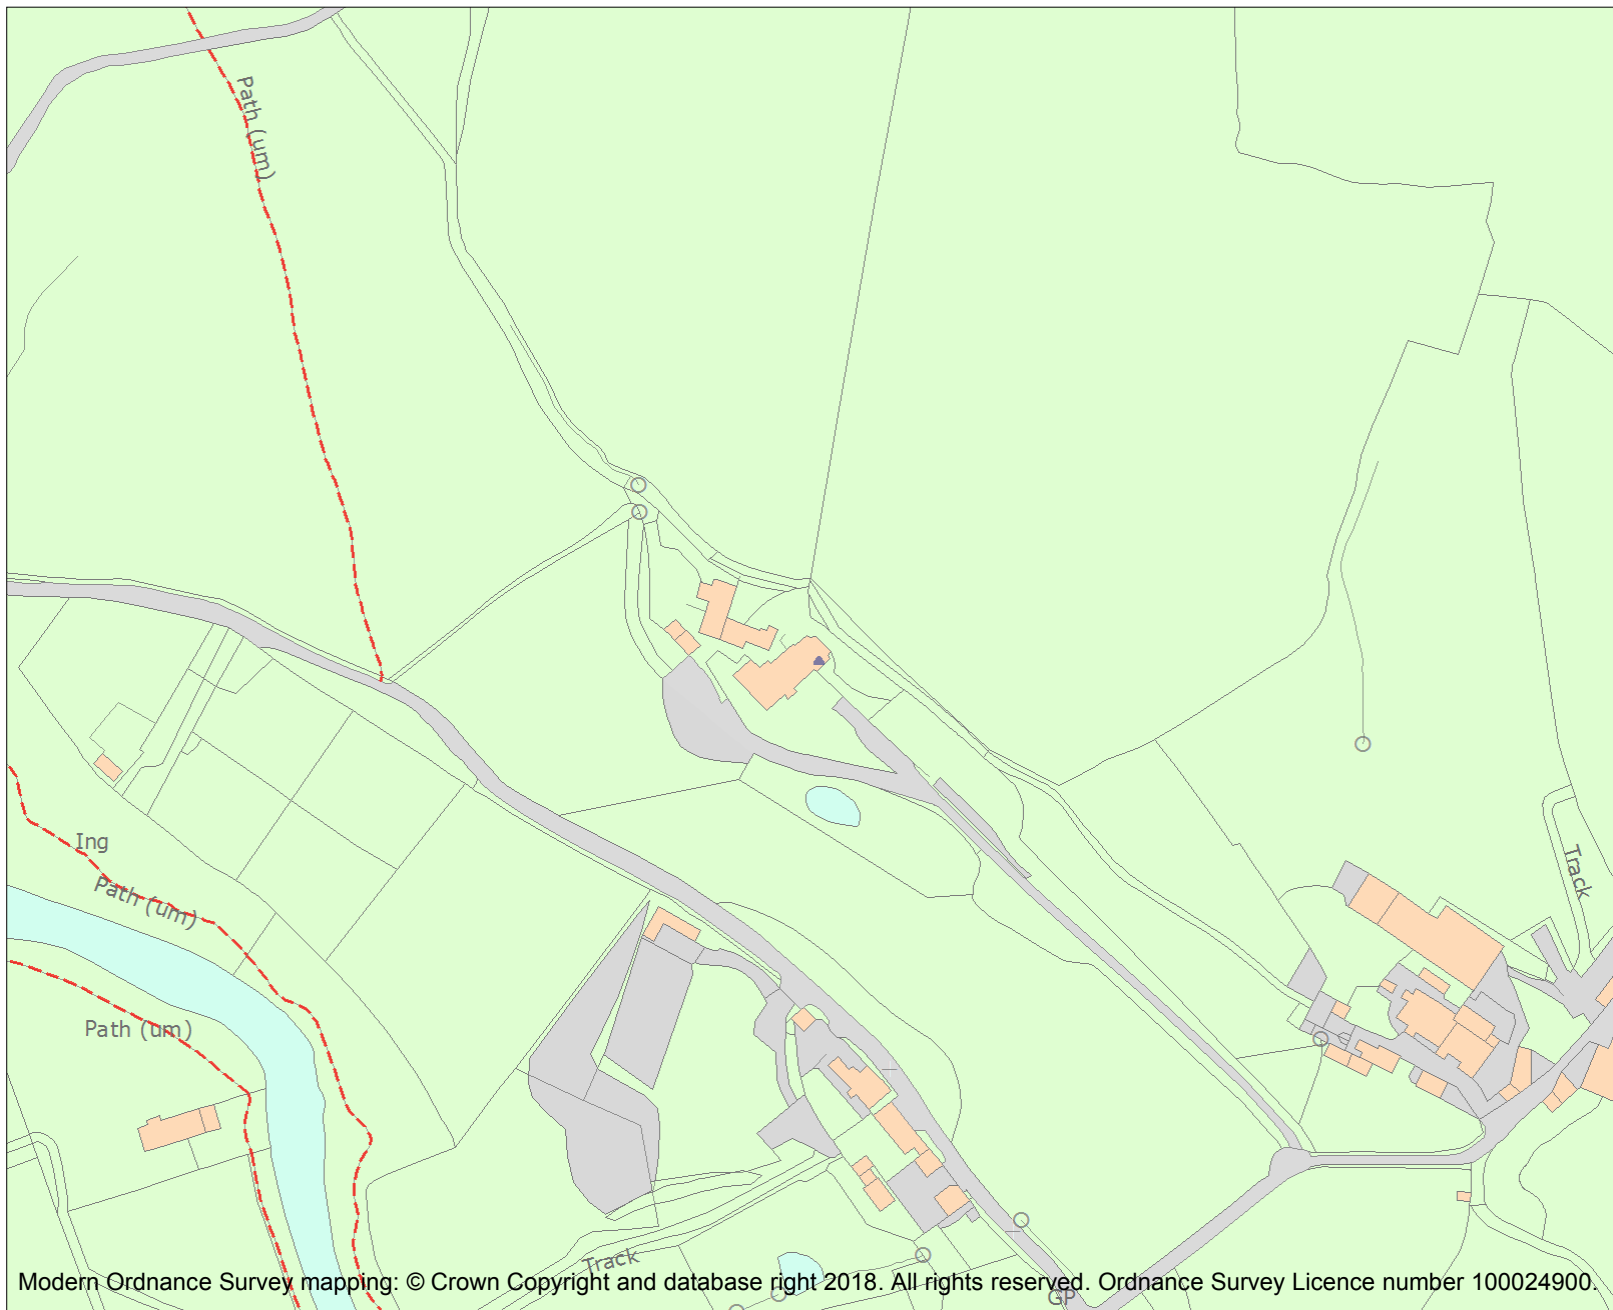 Path (um)
Ing
Path (um)
Track
Path (um)
Track
Modern Ordnance Survey mapping: © Crown Copyright and database right 2018. All rights reserved. Ordnance Survey Licence number 100024900.
GP